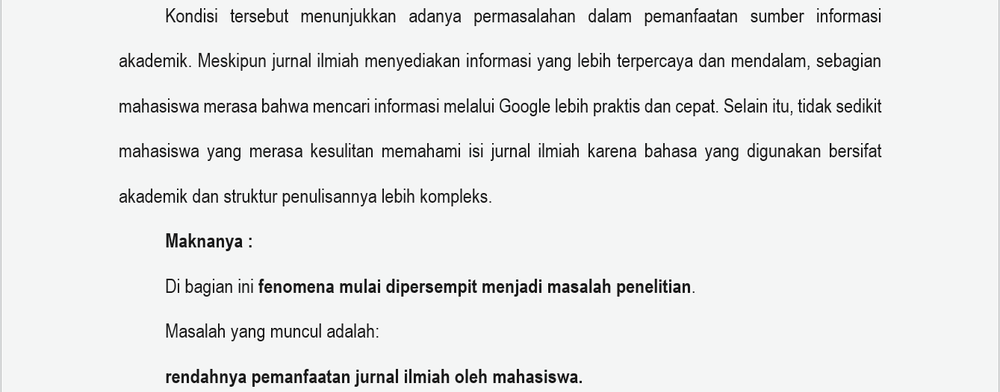 Kondisi tersebut menunjukkan adanya permasalahan dalam pemanfaatan sumber informasi
akademik. Meskipun jurnal ilmiah menyediakan informasi yang lebih terpercaya dan mendalam, sebagian
mahasiswa merasa bahwa mencari informasi melalui Google lebih praktis dan cepat. Selain itu, tidak sedikit
mahasiswa yang merasa kesulitan memahami isi jurnal ilmiah karena bahasa yang digunakan bersifat
akademik dan struktur penulisannya lebih kompleks.
Maknanya :
Di bagian ini fenomena mulai dipersempit menjadi masalah penelitian.
Masalah yang muncul adalah:
rendahnya pemanfaatan jurnal ilmiah oleh mahasiswa.